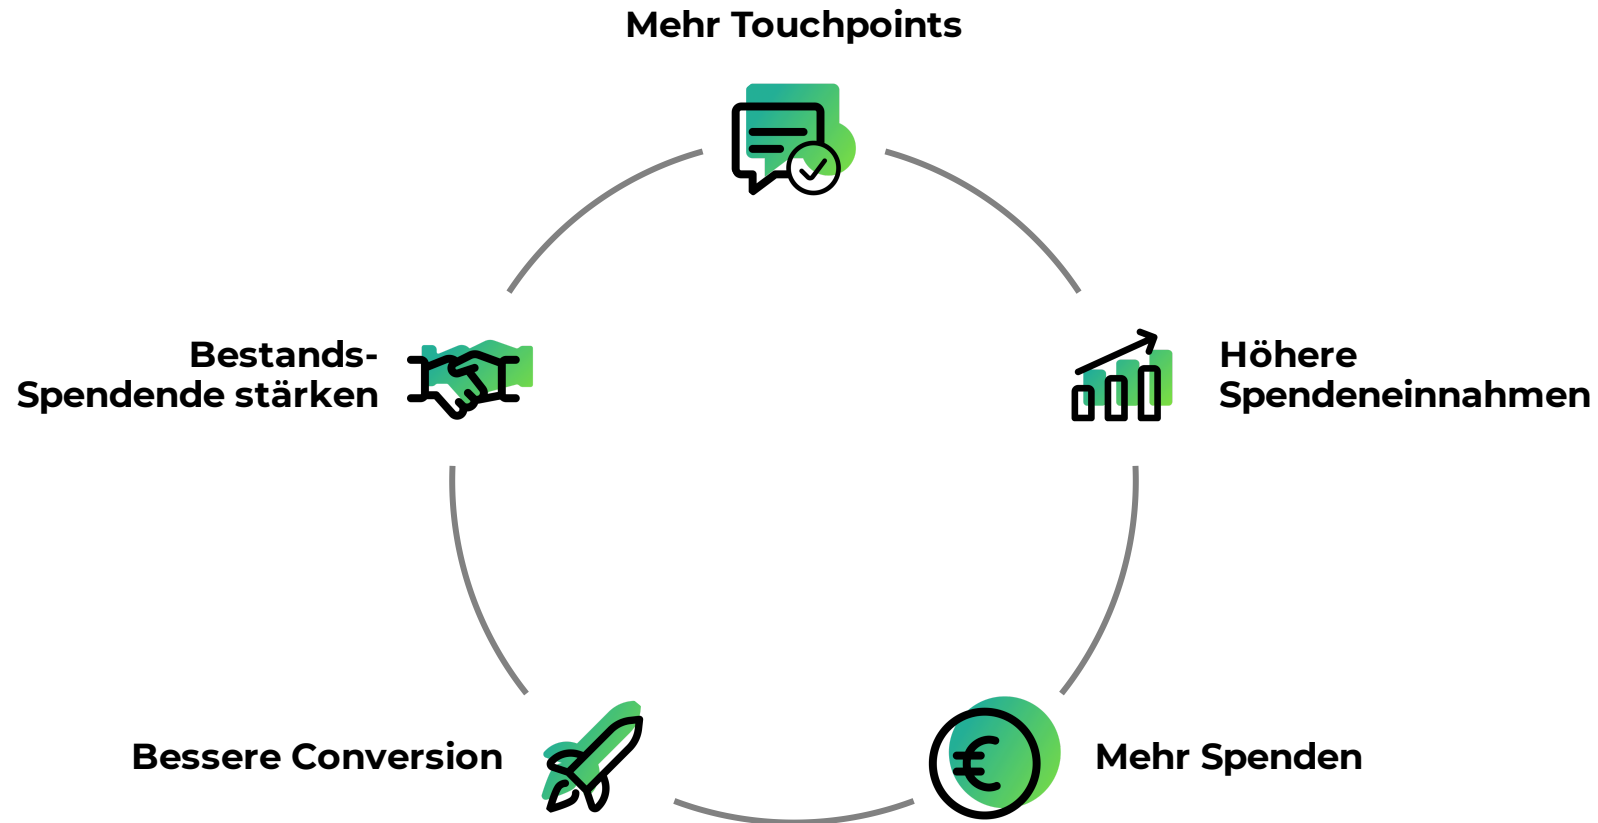 Mehr Touchpoints
Bestands-
Spendende stärken
Höhere
Spendeneinnahmen
Bessere Conversion
Mehr Spenden